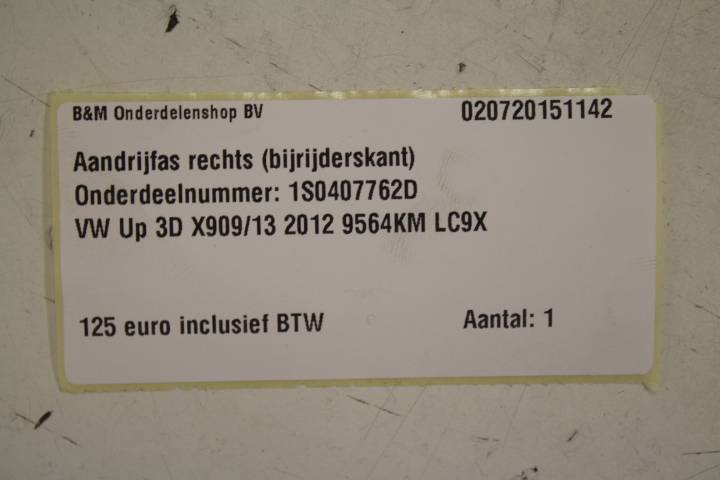 B&M Onderdelenshop BV 020720151142
Aandrijfas rechts (bijrijderskant)
Onderdeelnummer: 1S0407762D
VW Up 3D X909/13 2012 9564KM LC9X
125 euro inclusief BTW Aantal: 1